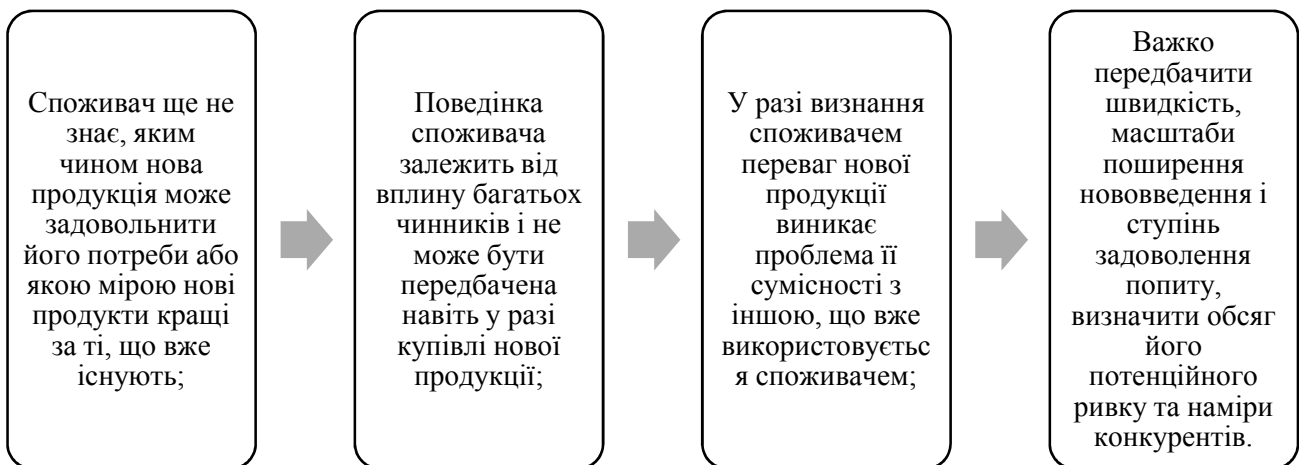 Споживач ще не
знає, яким
чином нова
продукція може
задовольнити
його потреби або
якою мірою нові
продукти кращі
за ті, що вже
існують;
Поведінка
споживача
залежить від
впливу багатьох
чинників і не
може бути
передбачена
навіть у разі
купівлі нової
продукції;
У разі визнання
споживачем
переваг нової
продукції
виникає
проблема її
сумісності з
іншою, що вже
використовуєтьс
я споживачем;
Важко
передбачити
швидкість,
масштаби
поширення
нововведення і
ступінь
задоволення
попиту,
визначити обсяг
його
потенційного
ривку та наміри
конкурентів.